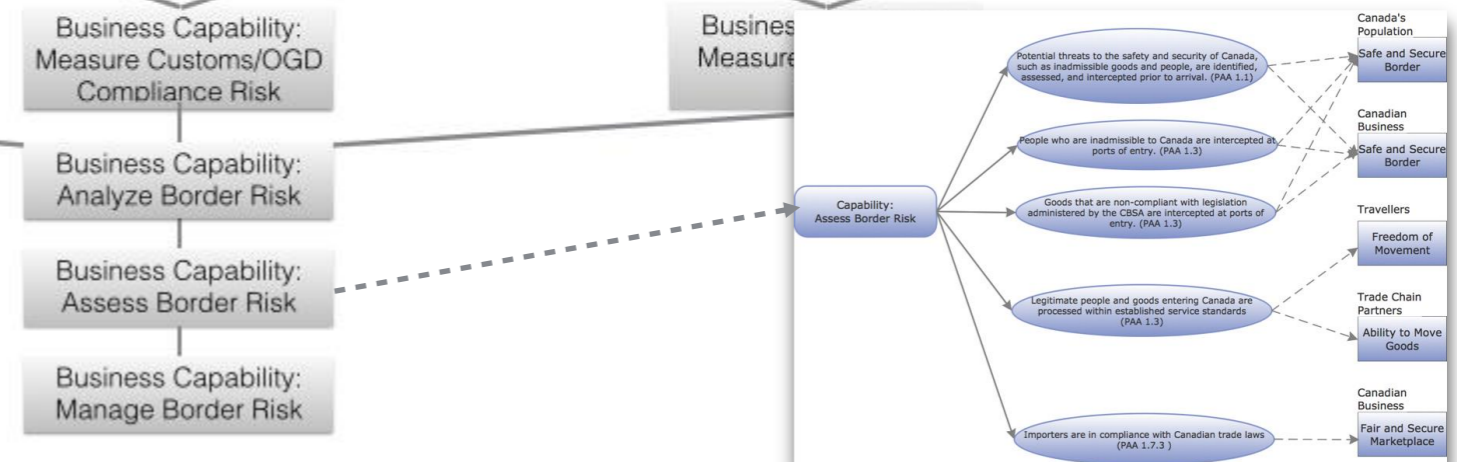 Business Capability:
Measure Customs/OGD
Compliance Risk
Business Capability:
Analyze Border Risk
Business Capability:
Assess Border Risk
Business Capability:
Manage Border Risk
Measure
Capability:
Assess Border Risk
Potential threats to the safety and security of Canada,
such as inadmissible goods and people, are identified,
assessed, and intercepted prior to arrival. (PAA 1.1)
People who are inadmissible to Canada are intercepted at
ports of entry. (PAA 1.3)
Goods that are non-compliant with legislation
administered by the CBSA are intercepted at ports of
entry. (PAA 1.3)
Legitimate people and goods entering Canada are
processed within established service standards
(PAA 1.3)
Importers are in compliance with Canadian trade laws
(PAA 1.7.3 )
Canada's
Population
Safe and Secure
Border
Canadian
Business
Safe and Secure
Border
Travellers
Freedom of
Movement
Trade Chain
Partners
Ability to Move
Goods
Canadian
Business
Fair and Secure
Marketplace